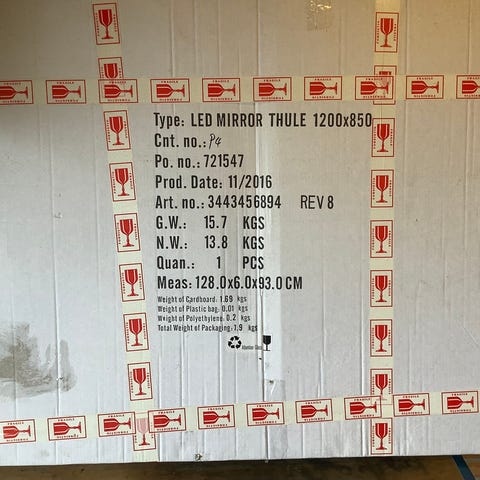 Type: LED MIRROR THULE 1200x850
Cnt. no.: P4
Po. no.: 721547
Prod. Date: 11/2016
Art. no.: 3443456894 REV 8
G.W.: 15.7 KGS
N.W.: 13.8 KGS
Quan.: 1 PCS
Meas: 128.0x6.0x93.0CM
Weight of Cardboard: 1.69 kgs
Weight of Plastic bag: 0.01 kgs
Weight of Polyethylene: 0.2 kgs
Total Weight of Packaging: 1.9 kgs
FRAGILE